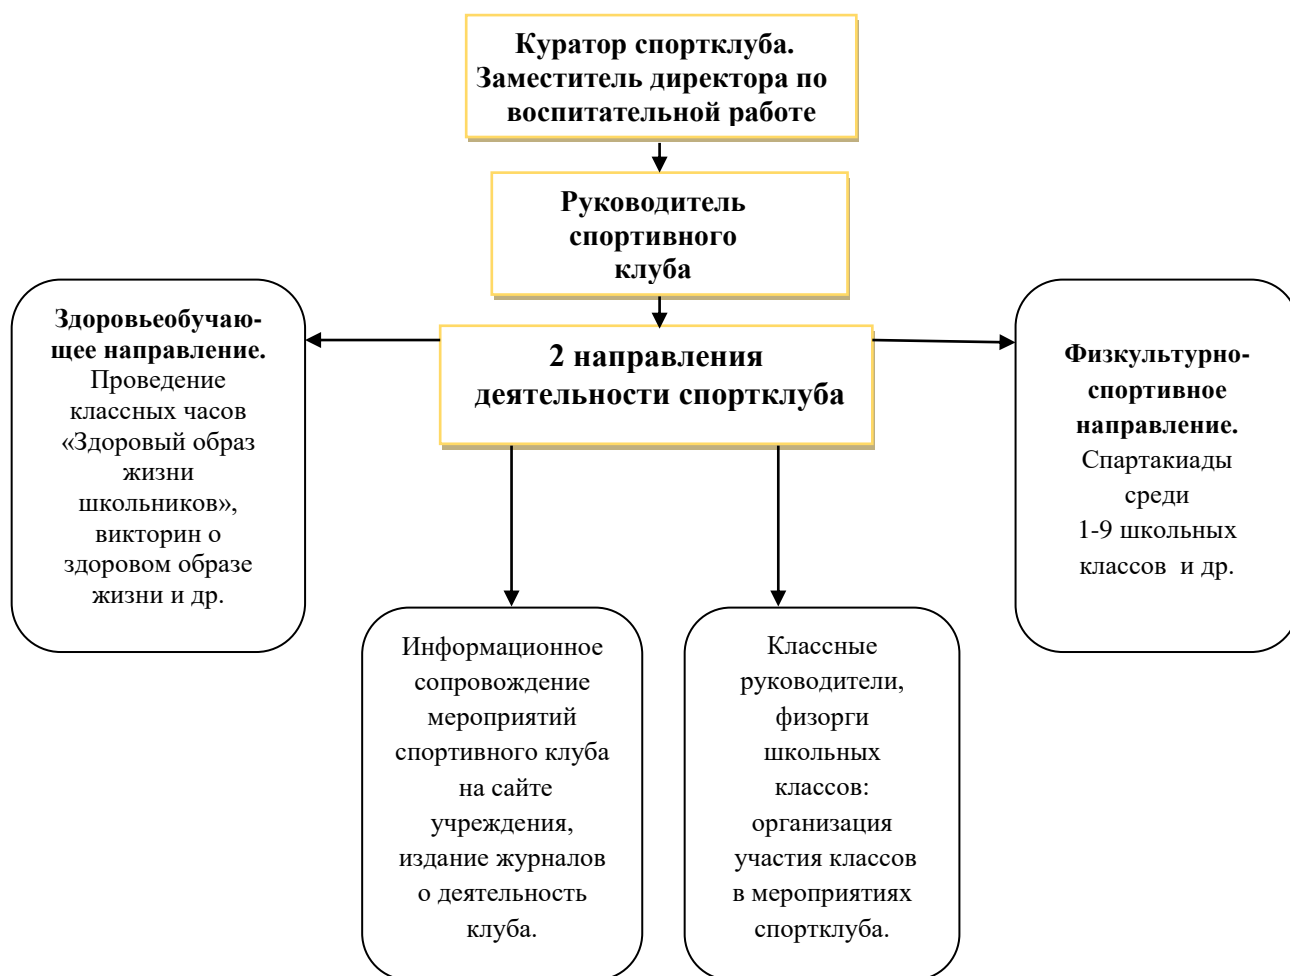 Куратор спортклуба.
Заместитель директора по
воспитательной работе
Руководитель
спортивного
клуба
2 направления
деятельности спортклуба
Здоровьеобучаю-
щее направление.
Проведение
классных часов
«Здоровый образ
жизни
школьников»,
викторин о
здоровом образе
жизни и др.
Физкультурно-
спортивное
направление.
Спартакиады
среди
1-9 школьных
классов и др.
Информационное
сопровождение
мероприятий
спортивного клуба
на сайте
учреждения,
издание журналов
о деятельность
клуба.
Классные
руководители,
физорги
школьных
классов:
организация
участия классов
в мероприятиях
спортклуба.